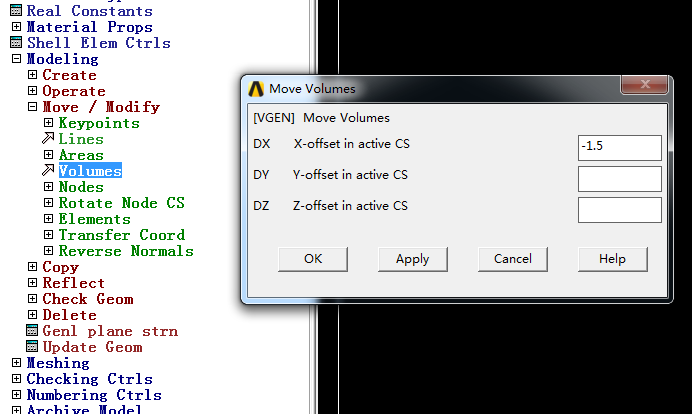 Real Constants
Material Props
Shell Elem Ctrls
Modeling
Create
Operate
Move / Modify
Keypoints
Lines
Areas
Volumes
Nodes
Rotate Node CS
Elements
Transfer Coord
Reverse Normals
Copy
Reflect
Check Geom
Delete
Genl plane strn
Update Geom
Meshing
Checking Ctrls
Numbering Ctrls
Archive Model
Move Volumes
[VGEN] Move Volumes
DX X-offset in active CS -1.5
DY Y-offset in active CS
DZ Z-offset in active CS
OK Apply Cancel Help